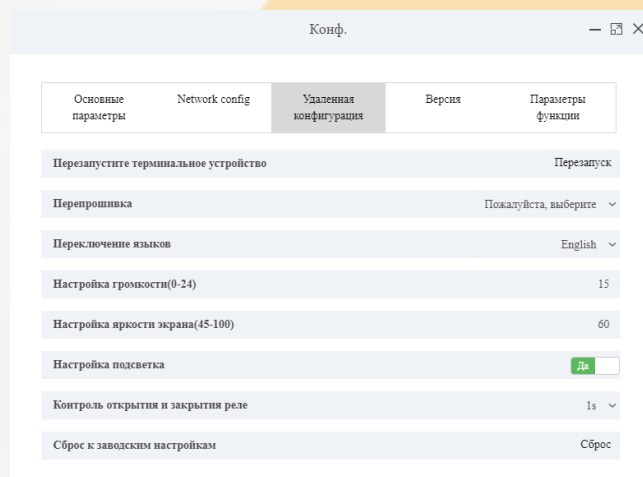 Конф.
Основные параметры
Network config
Удаленная конфигурация
Версия
Параметры функции
Перезапустите терминальное устройство Перезапуск
Перепрошивка Пожалуйста, выберите
Переключение языков English
Настройка громкости(0-24) 15
Настройка яркости экрана(45-100) 60
Настройка подсветка Да
Контроль открытия и закрытия реле 1s
Сброс к заводским настройкам Сброс